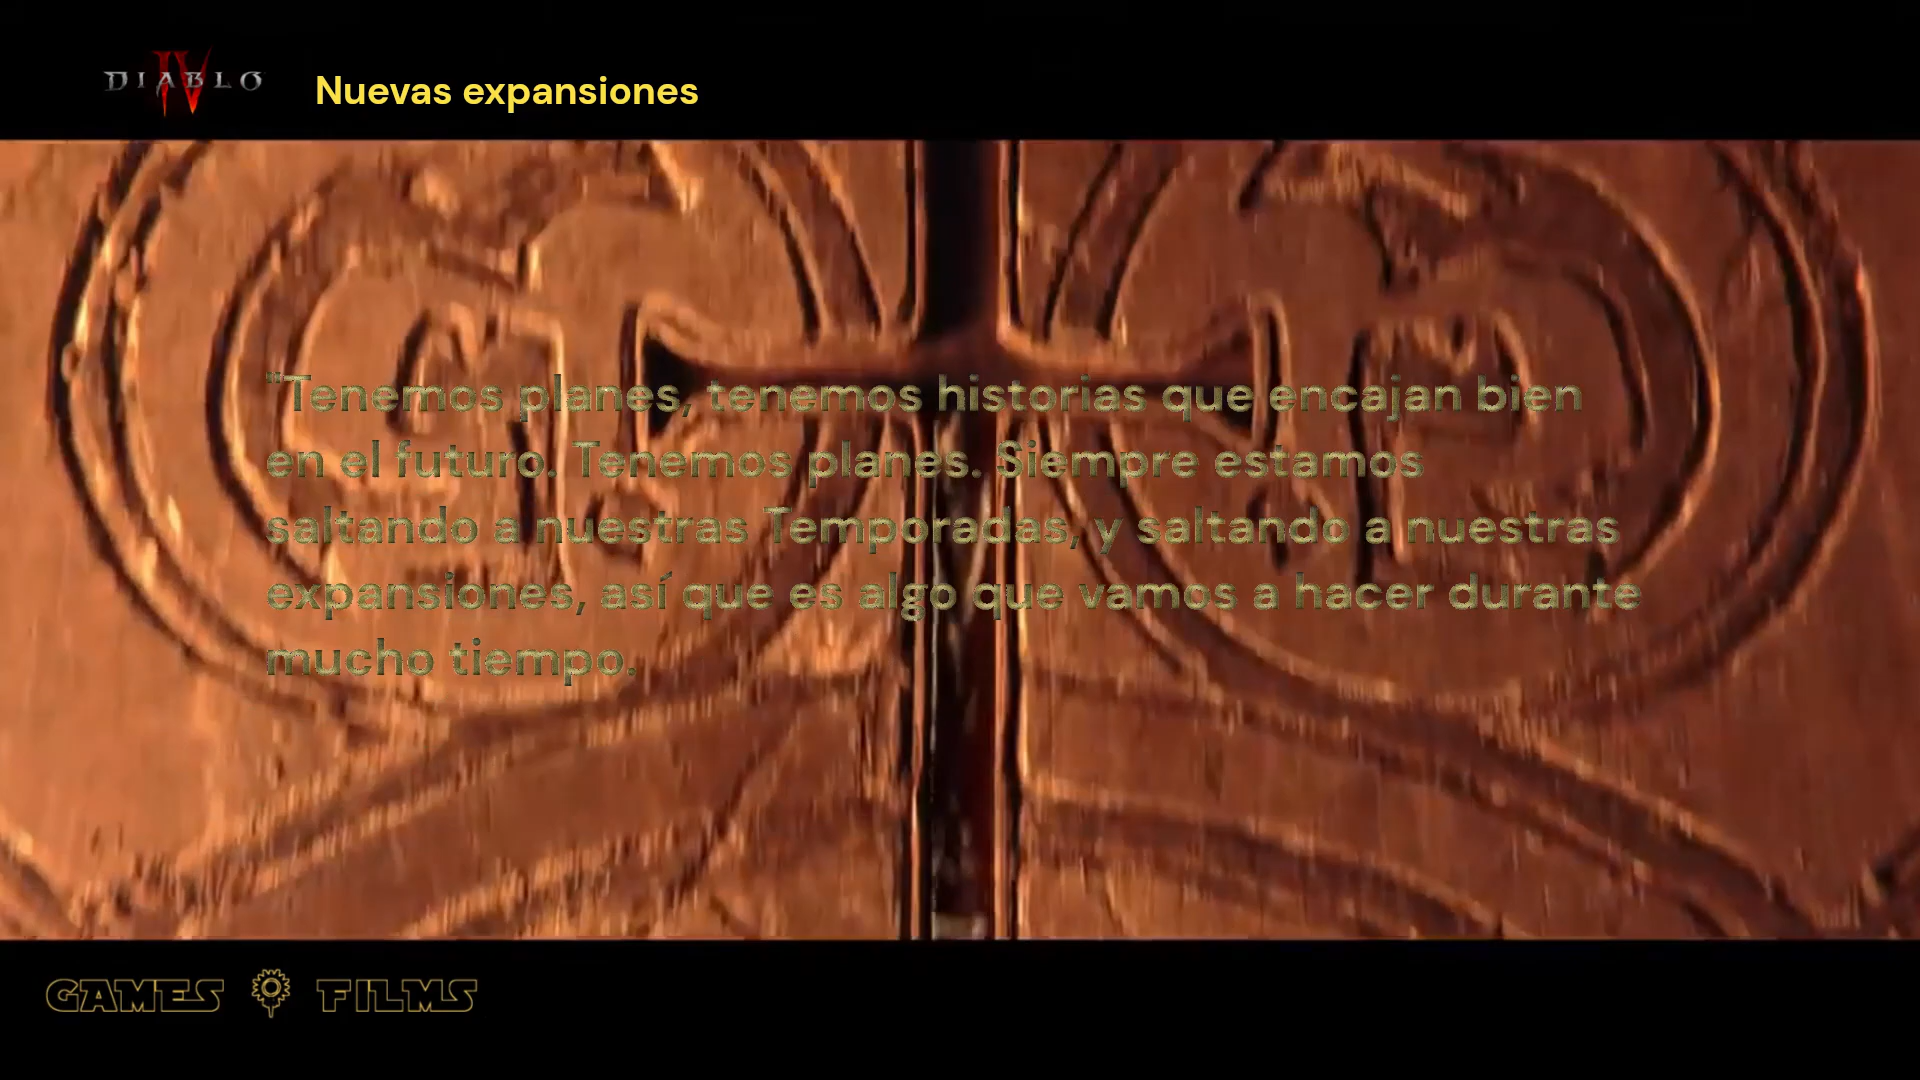 DIABLO IV
Nuevas expansiones
"Tenemos planes, tenemos historias que encajan bien
en el futuro. Tenemos planes. Siempre estamos
saltando a nuestras Temporadas, y saltando a nuestras
expansiones, así que es algo que vamos a hacer durante
mucho tiempo.
GAMES FILMS